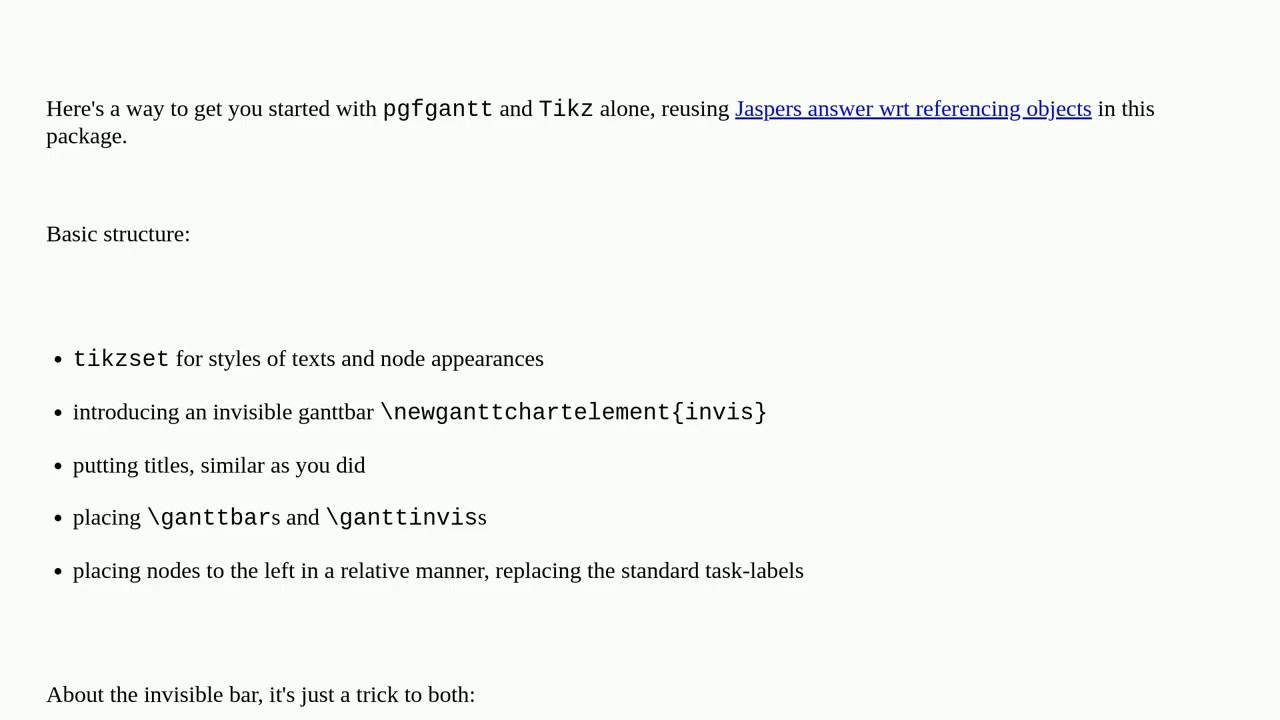 Here's a way to get you started with pgfgantt and Tikz alone, reusing Jaspers answer wrt referencing objects in this
package.
Basic structure:
• tikzset for styles of texts and node appearances
• introducing an invisible ganttbar \newganttchartelement{invis}
• putting titles, similar as you did
• placing \ganttbars and \ganttinviss
• placing nodes to the left in a relative manner, replacing the standard task-labels
About the invisible bar, it's just a trick to both: